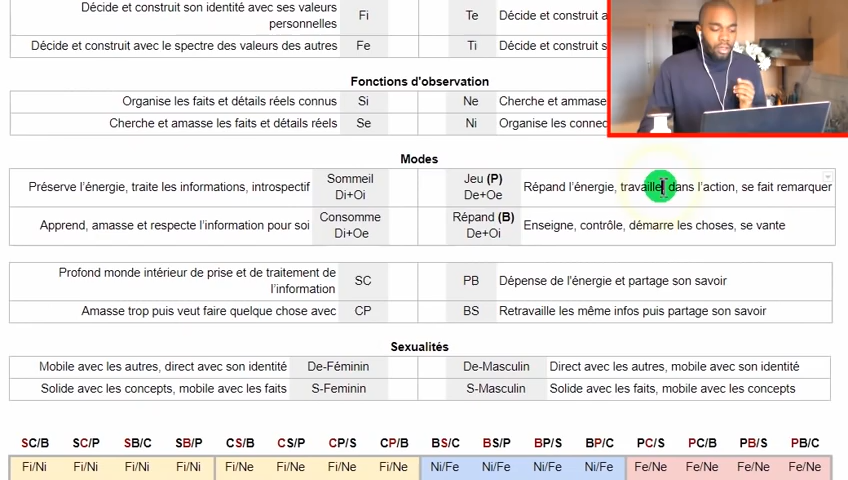 Décide et construit son identité avec ses valeurs
personnelles
Fi
Te
Décide et construit a
Décide et construit avec le spectre des valeurs des autres
Fe
Ti
Décide et construit s
Fonctions d'observation
Organise les faits et détails réels connus
Si
Ne
Cherche et ammasse
Cherche et amasse les faits et détails réels
Se
Ni
Organise les connec
Modes
Préserve l'énergie, traite les informations, introspectif
Sommeil
Di+Oi
Jeu (P)
De+Oe
Répand l'énergie, travaille dans l'action, se fait remarquer
Apprend, amasse et respecte l'information pour soi
Consomme
Di+Oe
Répand (B)
De+Oi
Enseigne, contrôle, démarre les choses, se vante
Profond monde intérieur de prise et de traitement de
l'information
SC
PB
Dépense de l'énergie et partage son savoir
Amasse trop puis veut faire quelque chose avec
CP
BS
Retravaille les même infos puis partage son savoir
Sexualités
Mobile avec les autres, direct avec son identité
De-Féminin
De-Masculin
Direct avec les autres, mobile avec son identité
Solide avec les concepts, mobile avec les faits
S-Feminin
S-Masculin
Solide avec les faits, mobile avec les concepts
SC/B SC/P SB/C SB/P CS/B CS/P CP/S CP/B BS/C BS/P BP/S BP/C PC/S PC/B PB/S PB/C
Fi/Ni Fi/Ni Fi/Ni Fi/Ni Fi/Ne Fi/Ne Fi/Ne Fi/Ne Ni/Fe Ni/Fe Ni/Fe Ni/Fe Fe/Ne Fe/Ne Fe/Ne Fe/Ne